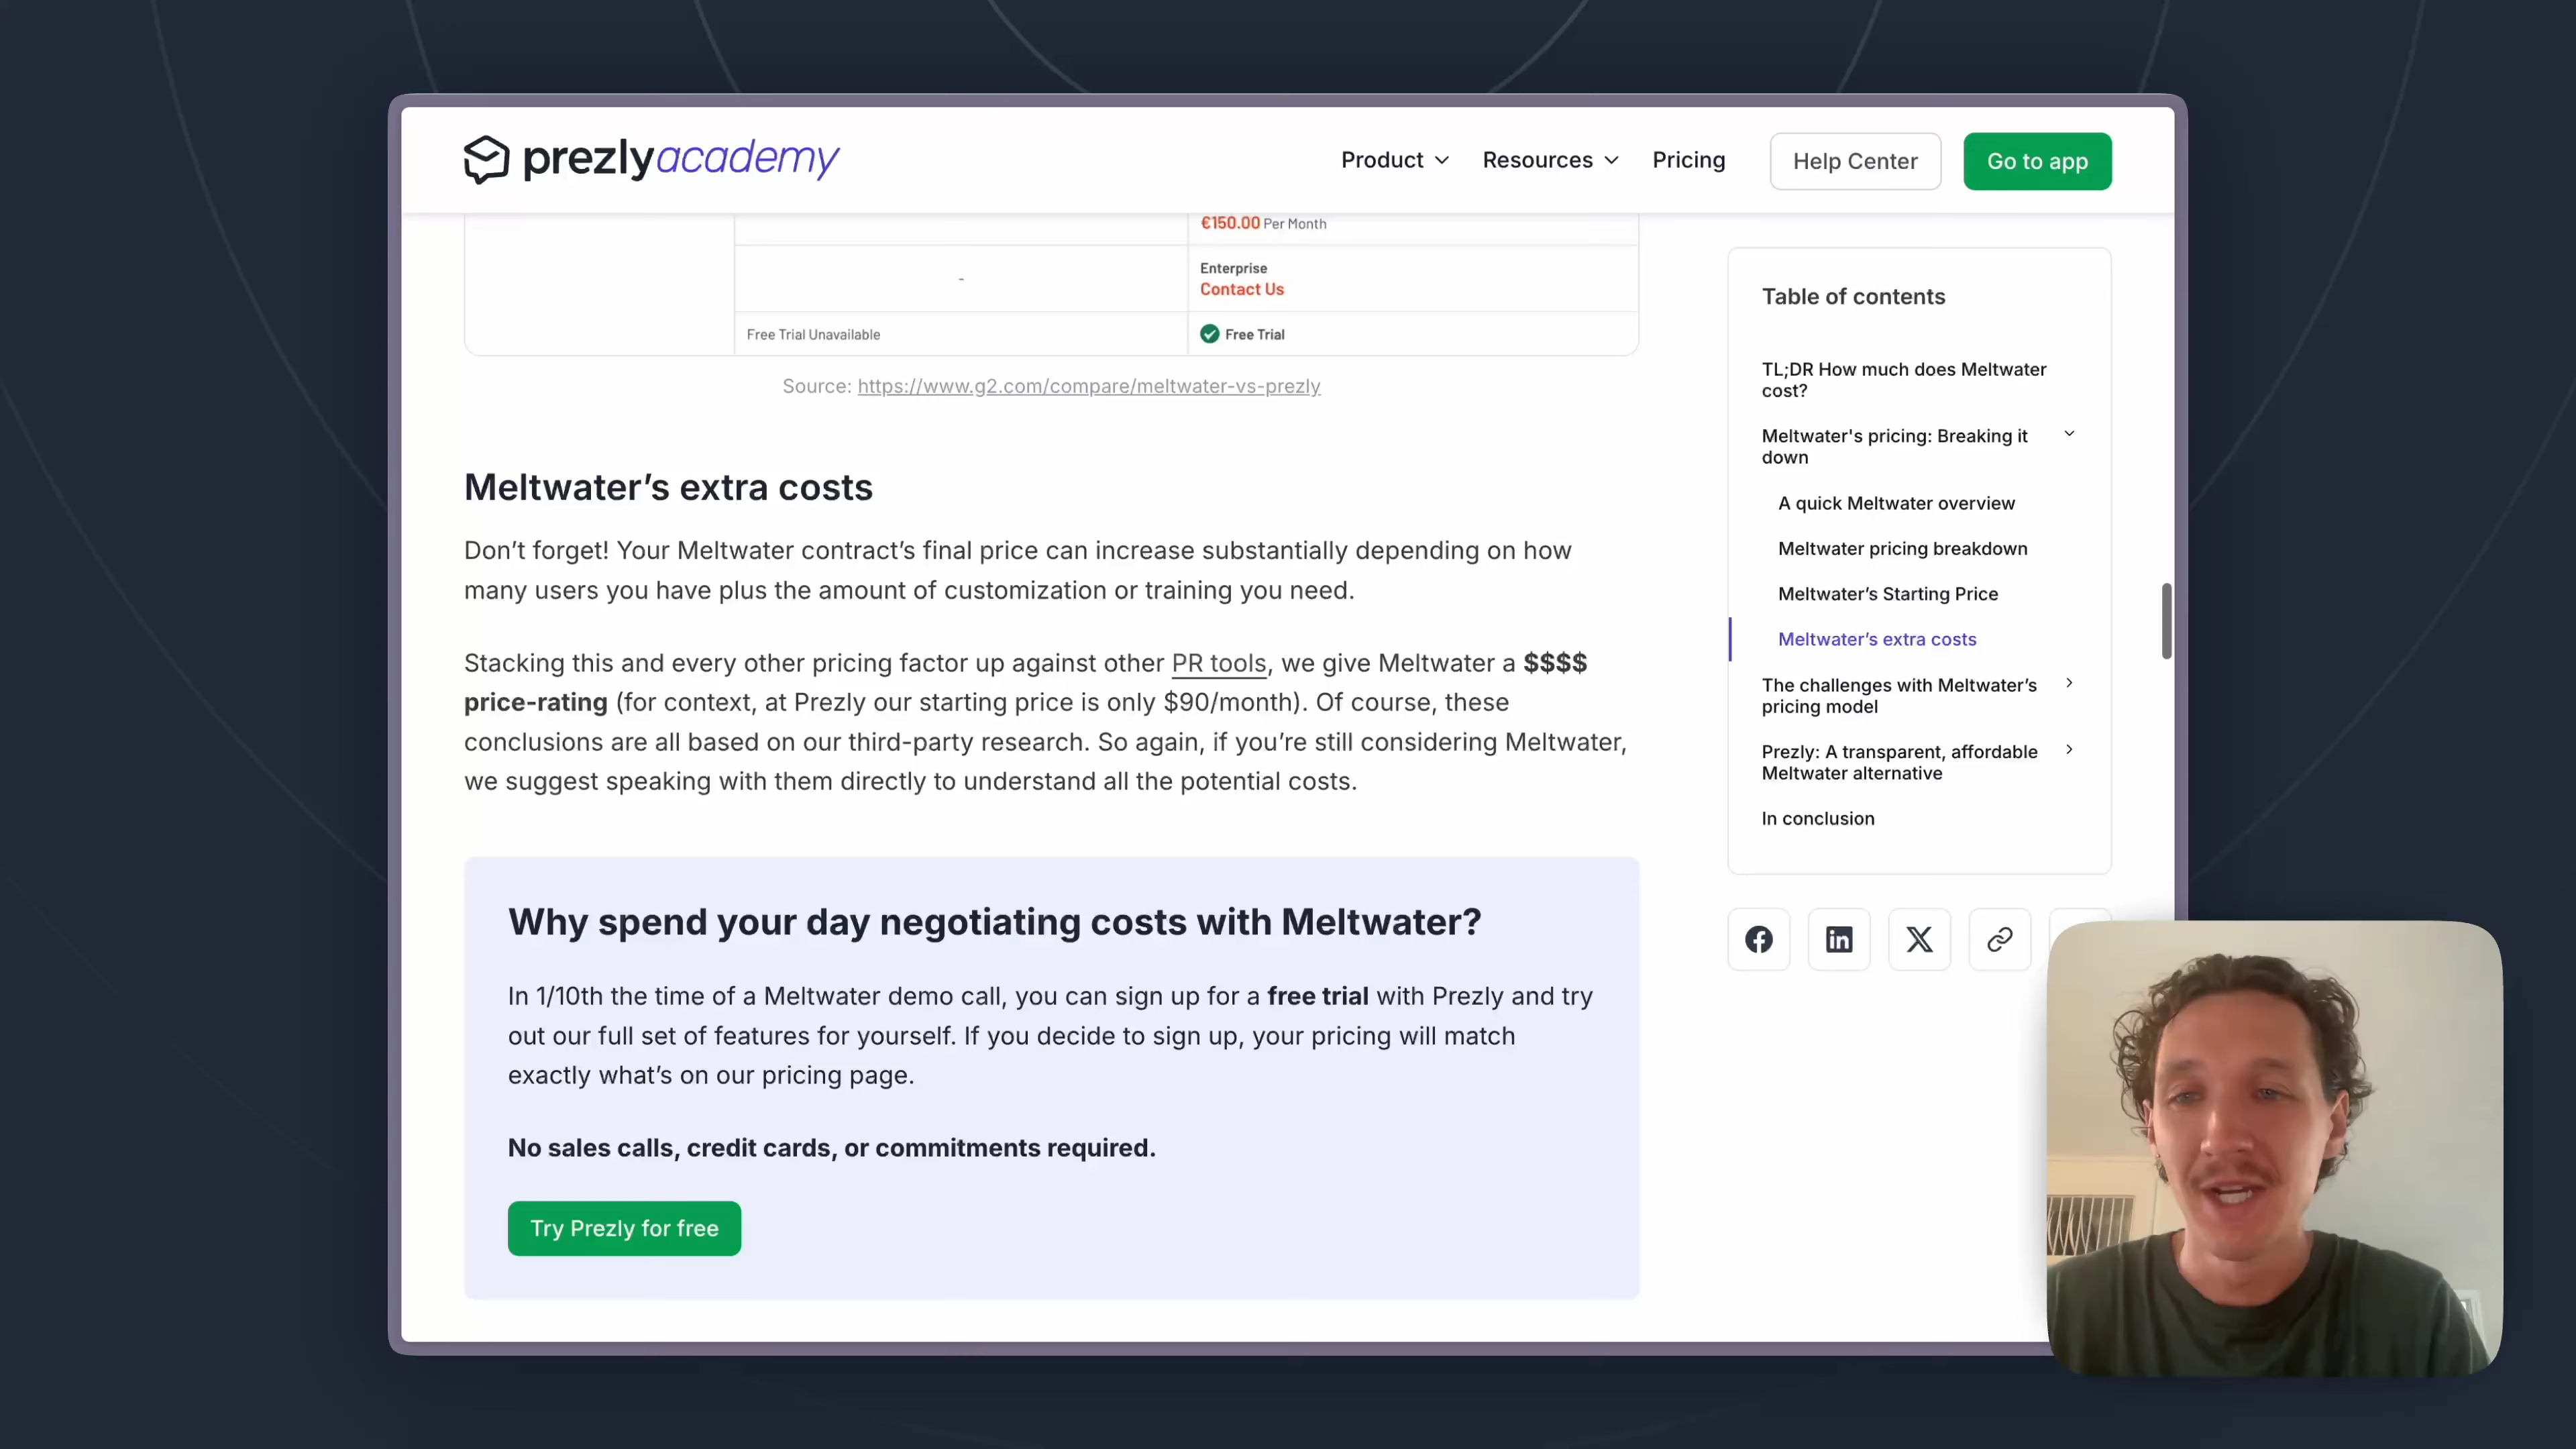 prezlyacademy
Product
Resources
Pricing
Help Center
Go to app
€150.00 Per Month
-
Enterprise
Contact Us
Free Trial Unavailable
Free Trial
Source: https://www.g2.com/compare/meltwater-vs-prezly
Meltwater’s extra costs
Don’t forget! Your Meltwater contract’s final price can increase substantially depending on how
many users you have plus the amount of customization or training you need.
Stacking this and every other pricing factor up against other PR tools, we give Meltwater a $$$$
price-rating (for context, at Prezly our starting price is only $90/month). Of course, these
conclusions are all based on our third-party research. So again, if you’re still considering Meltwater,
we suggest speaking with them directly to understand all the potential costs.
Why spend your day negotiating costs with Meltwater?
In 1/10th the time of a Meltwater demo call, you can sign up for a free trial with Prezly and try
out our full set of features for yourself. If you decide to sign up, your pricing will match
exactly what’s on our pricing page.
No sales calls, credit cards, or commitments required.
Try Prezly for free
Table of contents
TL;DR How much does Meltwater
cost?
Meltwater's pricing: Breaking it
down
A quick Meltwater overview
Meltwater pricing breakdown
Meltwater’s Starting Price
Meltwater’s extra costs
The challenges with Meltwater’s
pricing model
Prezly: A transparent, affordable
Meltwater alternative
In conclusion